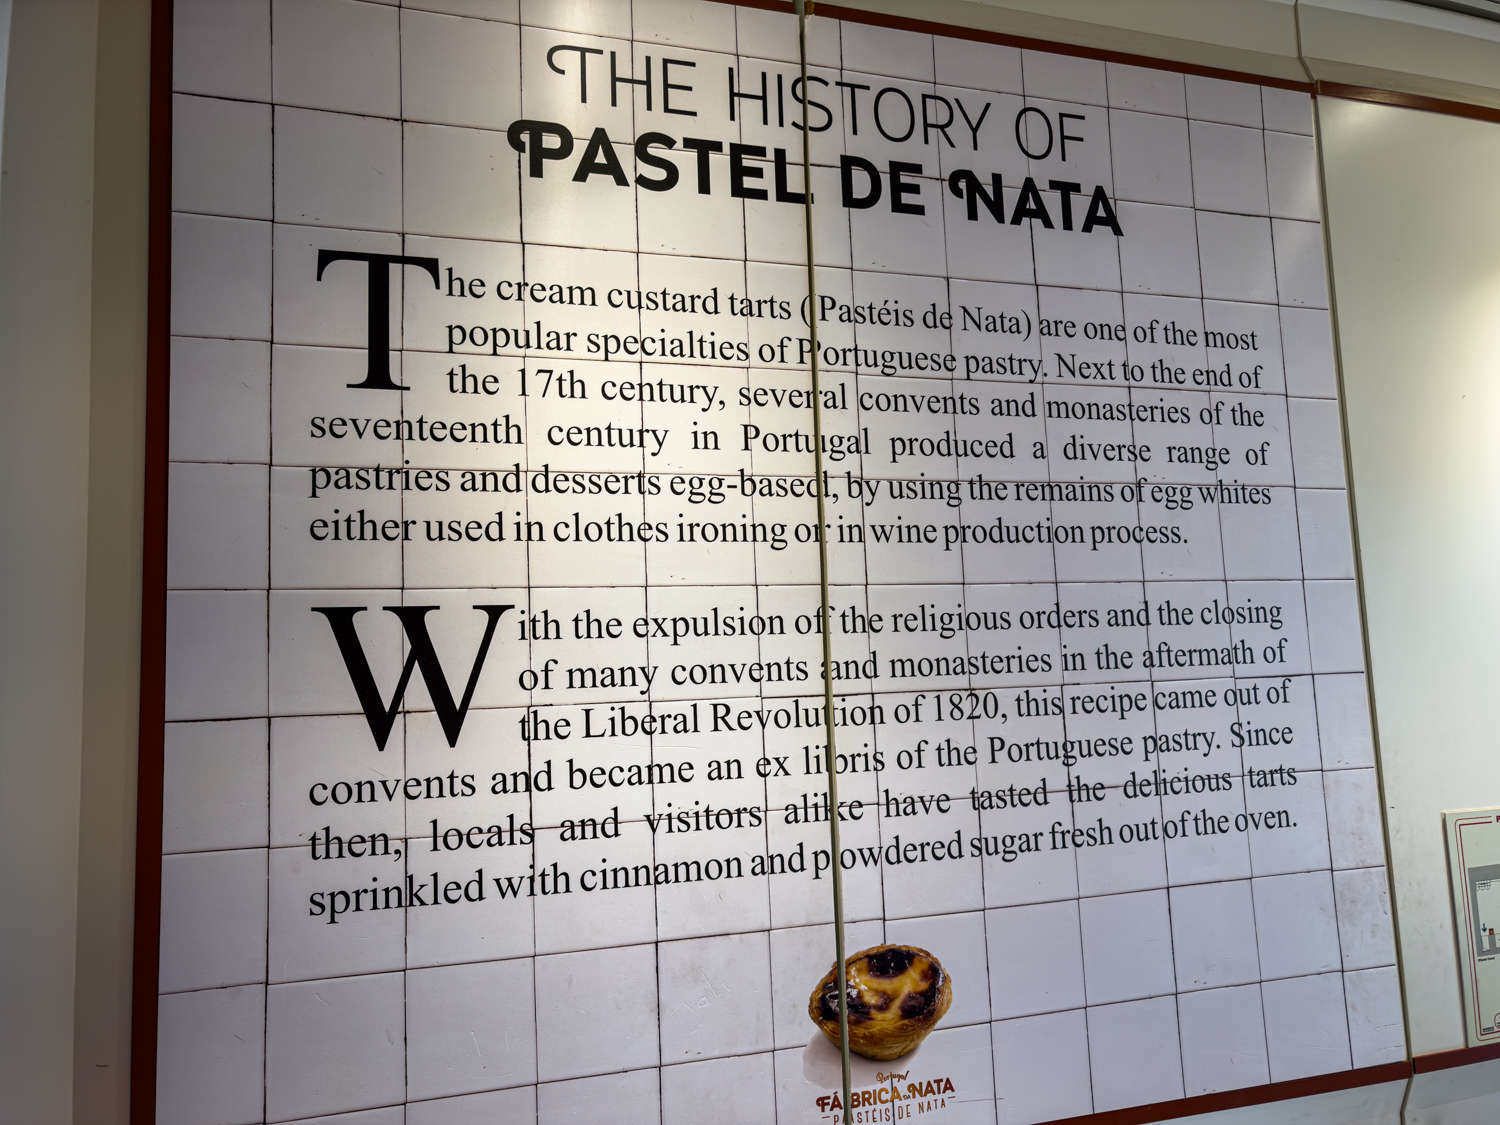 THE HISTORY OF
PASTEL DE NATA
The cream custard tarts (Pastéis de Nata) are one of the most
popular specialties of Portuguese pastry. Next to the end of
the 17th century, several convents and monasteries of the
seventeenth century in Portugal produced a diverse range of
pastries and desserts egg-based, by using the remains of egg whites
either used in clothes ironing or in wine production process.
With the expulsion of the religious orders and the closing
of many convents and monasteries in the aftermath of
the Liberal Revolution of 1820, this recipe came out of
convents and became an ex libris of the Portuguese pastry. Since
then, locals and visitors alike have tasted the delicious tarts
sprinkled with cinnamon and powdered sugar fresh out of the oven.
Portugal
FÁBRICA DA NATA
PASTÉIS DE NATA